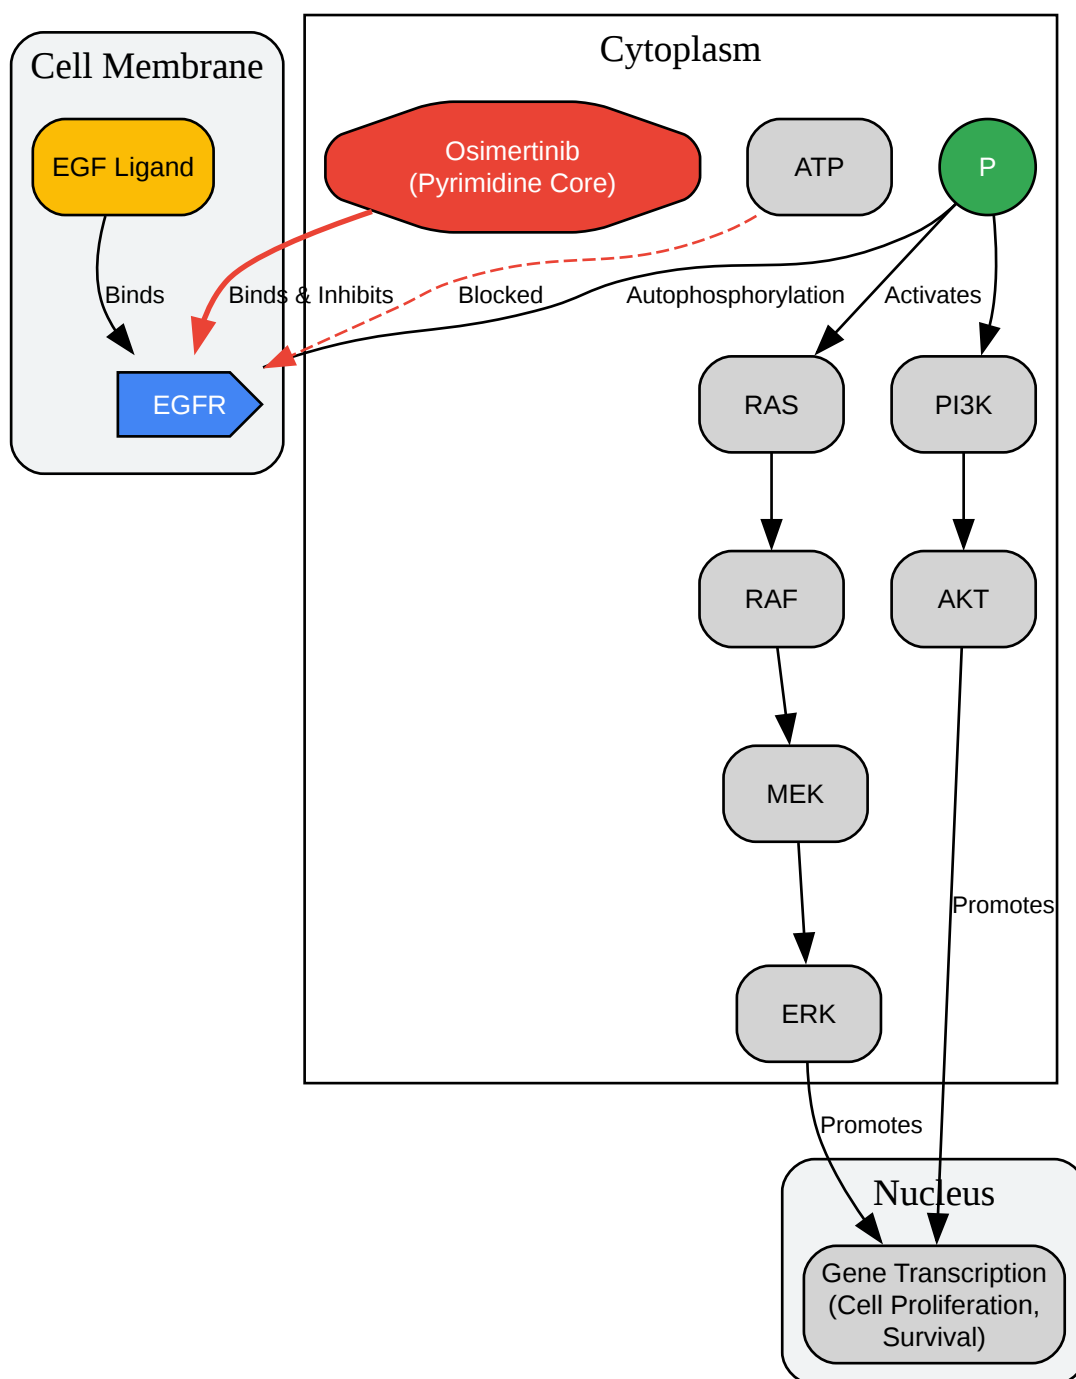 Cell Membrane
Cytoplasm
EGF Ligand
Osimertinib
(Pyrimidine Core)
ATP
P
Binds
Binds & Inhibits
Blocked
Autophosphorylation
Activates
EGFR
RAS
PI3K
RAF
AKT
MEK
Promotes
ERK
Promotes
Nucleus
Gene Transcription
(Cell Proliferation,
Survival)